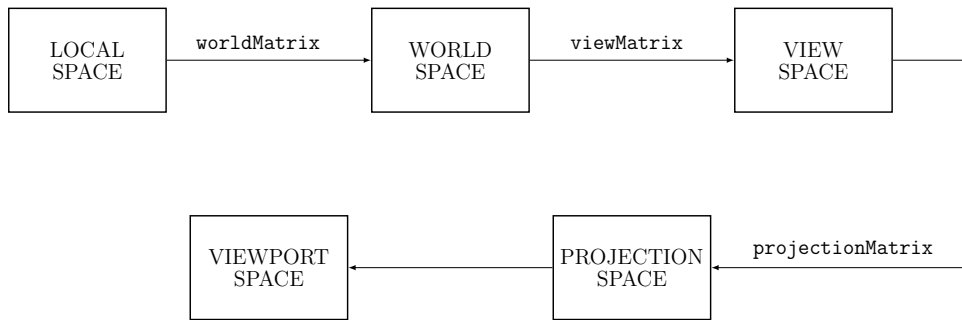 LOCAL
SPACE
worldMatrix
WORLD
SPACE
viewMatrix
VIEW
SPACE
VIEWPORT
SPACE
PROJECTION
SPACE
projectionMatrix